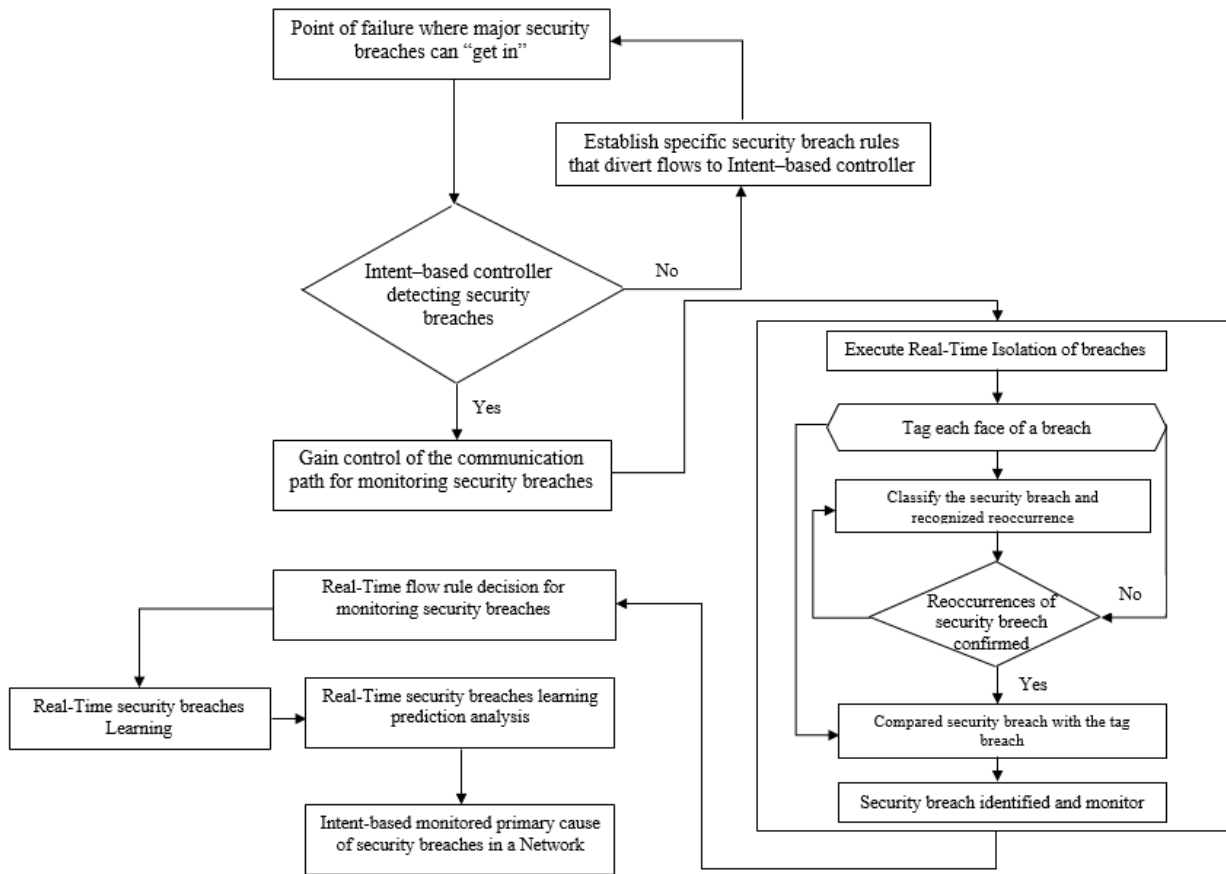 Point of failure where major security
breaches can “get in”
Establish specific security breach rules
that divert flows to Intent–based controller
Intent–based controller
detecting security
breaches
No
Yes
Gain control of the communication
path for monitoring security breaches
Execute Real-Time Isolation of breaches
Tag each face of a breach
Classify the security breach and
recognized reoccurrence
Reoccurrences of
security breech
confirmed
No
Yes
Compared security breach with the tag
breach
Security breach identified and monitor
Real-Time flow rule decision for
monitoring security breaches
Real-Time security breaches
Learning
Real-Time security breaches learning
prediction analysis
Intent-based monitored primary cause
of security breaches in a Network